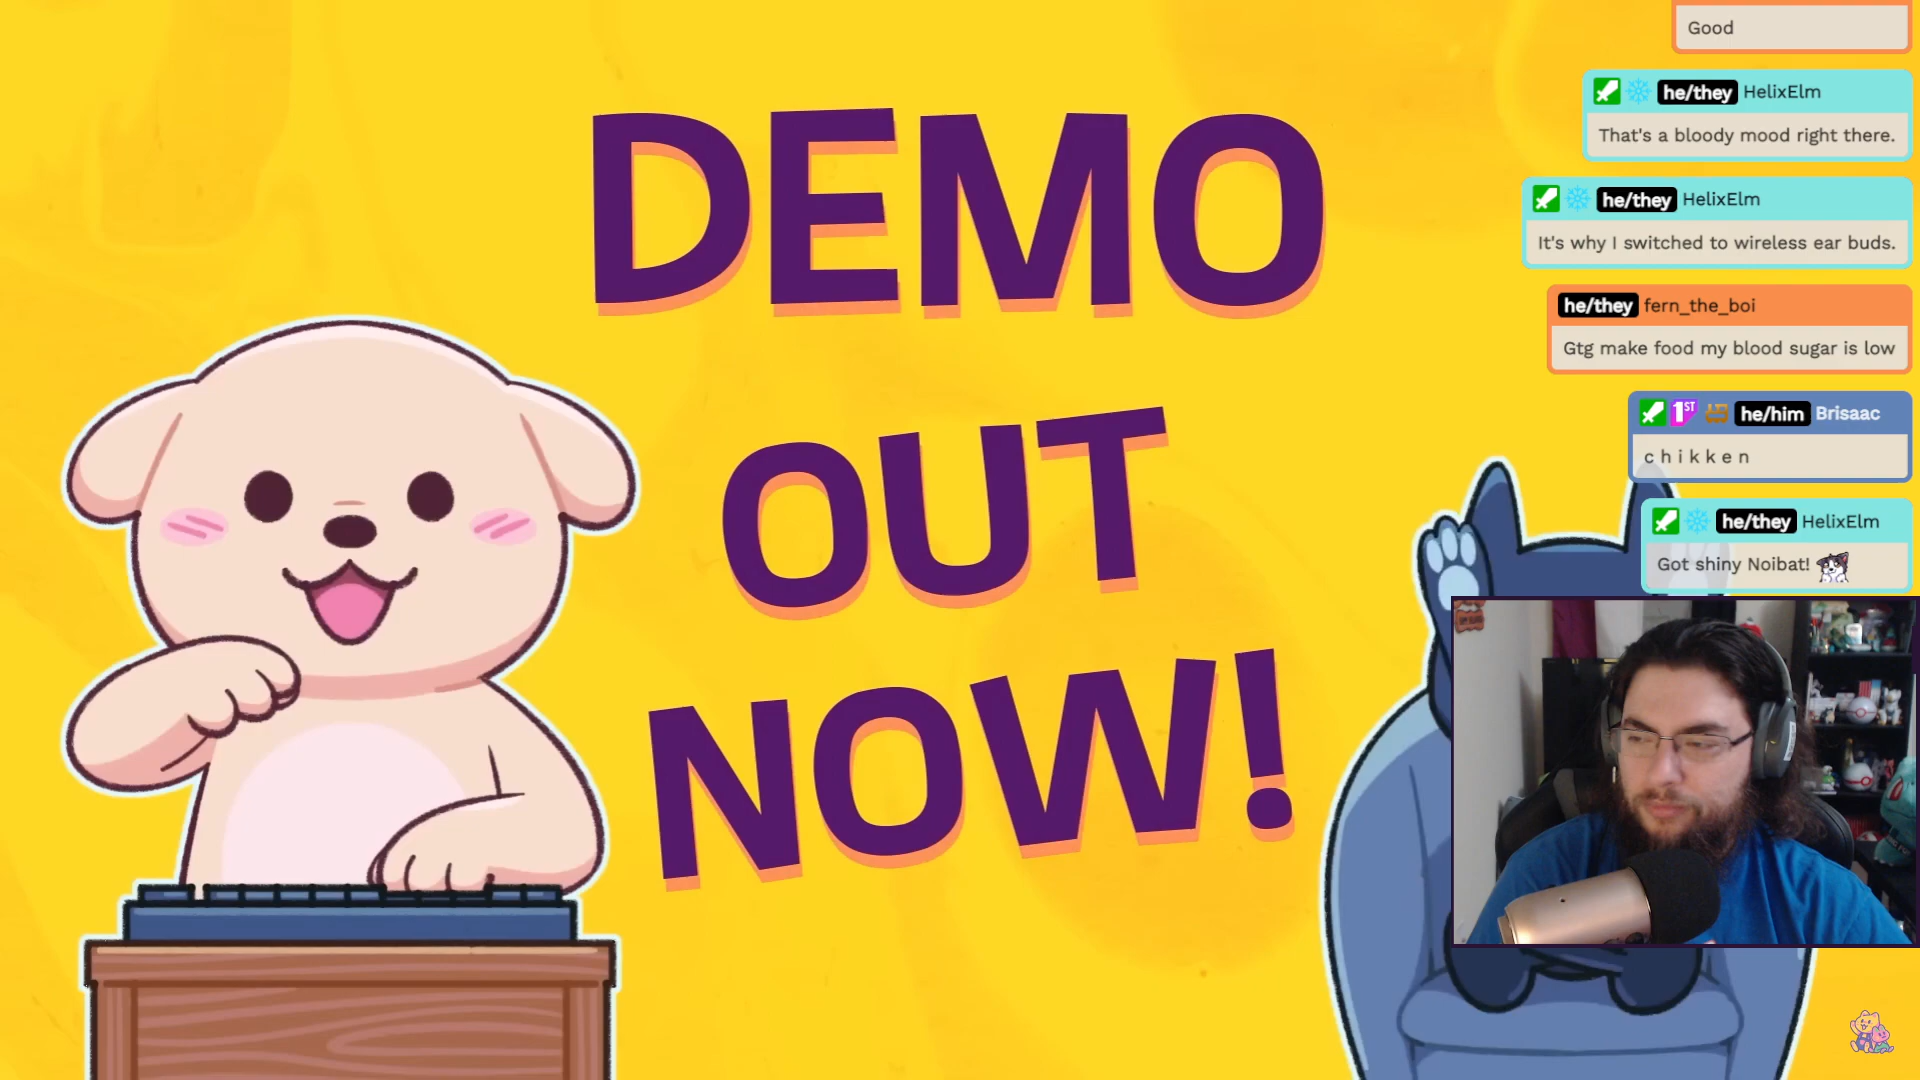 DEMO
OUT
NOW!
Good
he/they HelixElm
That's a bloody mood right there.
he/they HelixElm
It's why I switched to wireless ear buds.
he/they fern_the_boi
Gtg make food my blood sugar is low
1ST he/him Brisaac
c h i k k e n
he/they HelixElm
Got shiny Noibat!